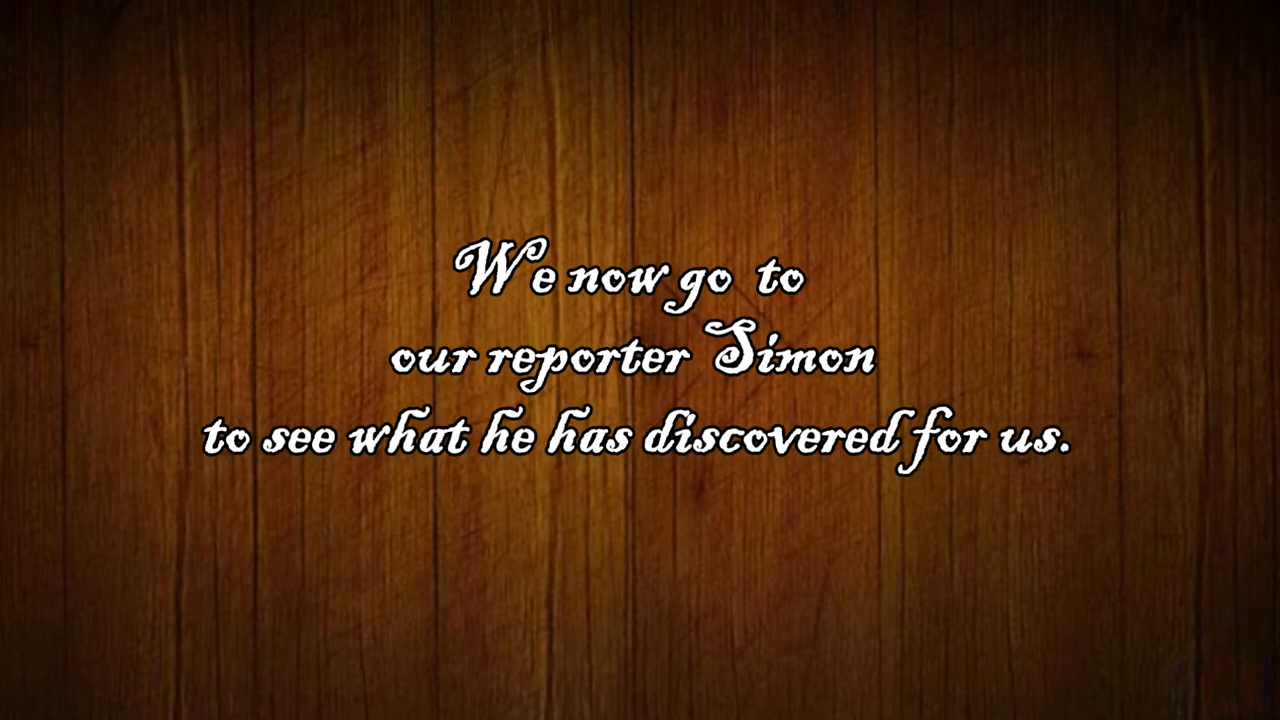 We now go to
our reporter Simon
to see what he has discovered for us.